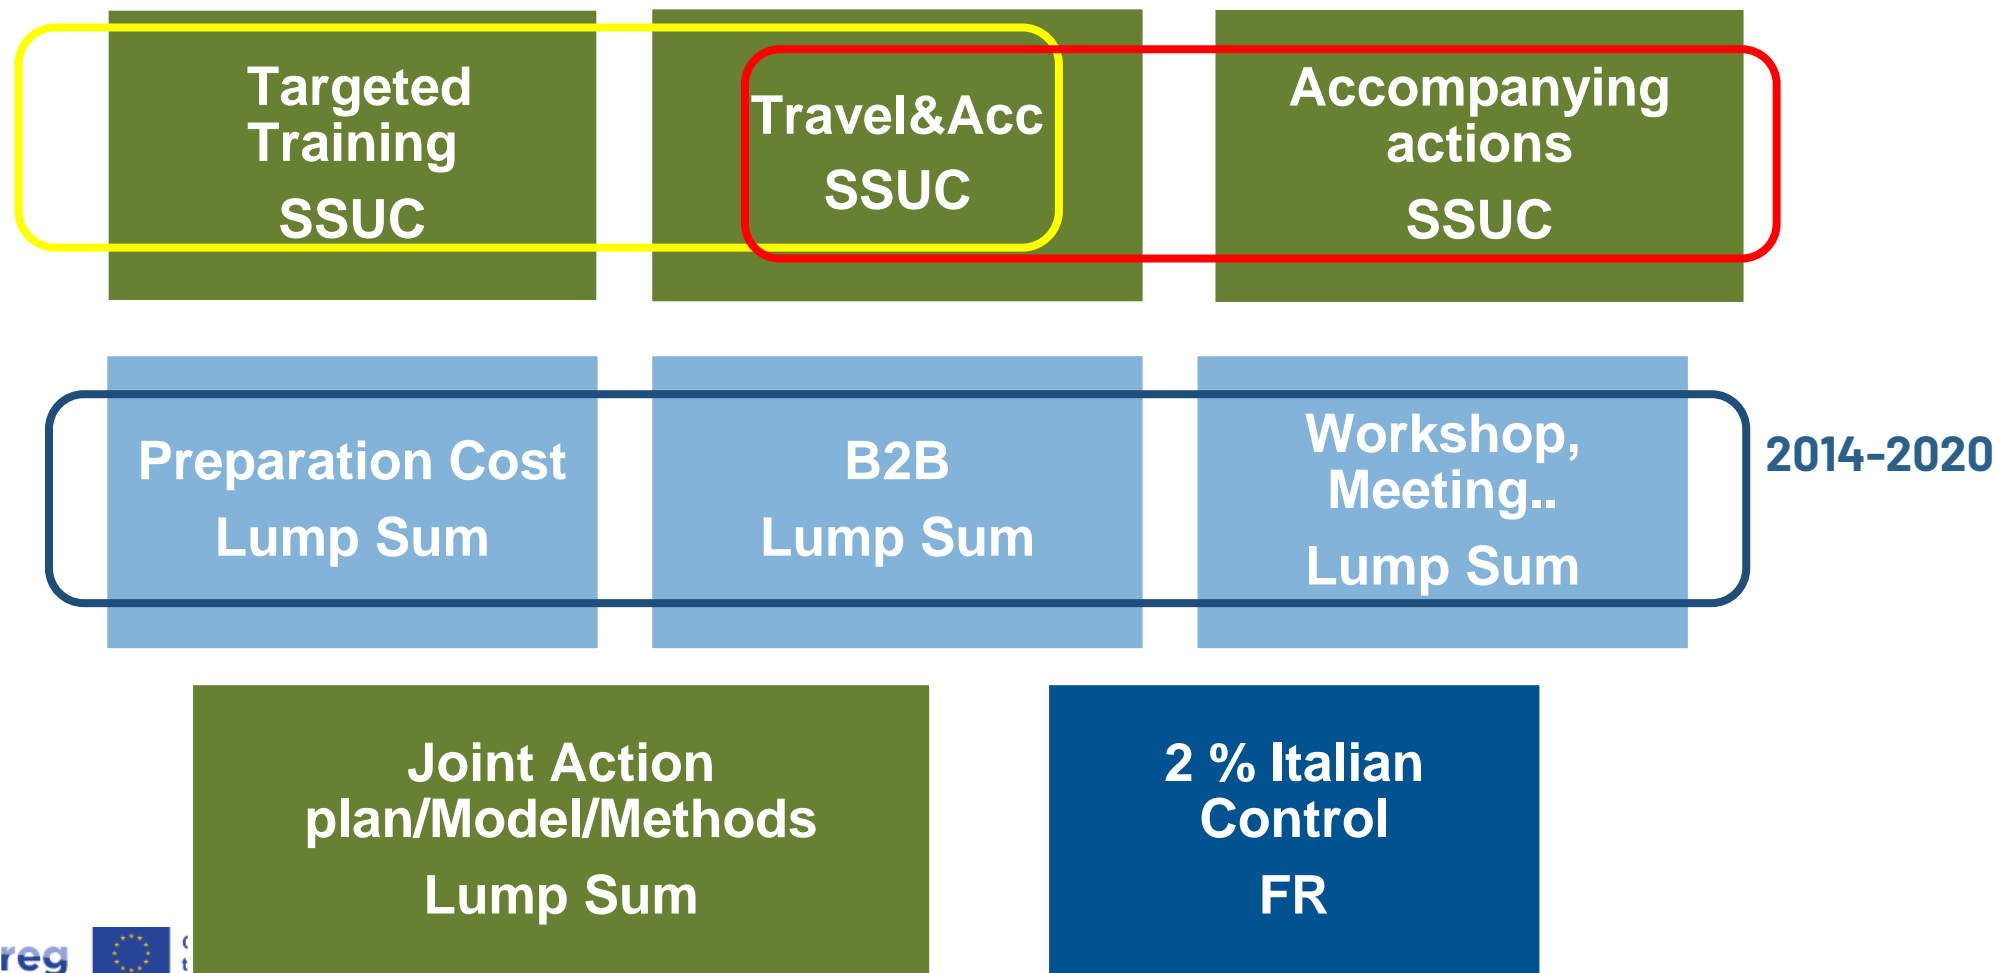 Targeted
Training
SSUC
Travel&Acc
SSUC
Accompanying
actions
SSUC
Preparation Cost
Lump Sum
B2B
Lump Sum
Workshop,
Meeting..
Lump Sum
2014-2020
Joint Action
plan/Model/Methods
Lump Sum
2 % Italian
Control
FR
reg